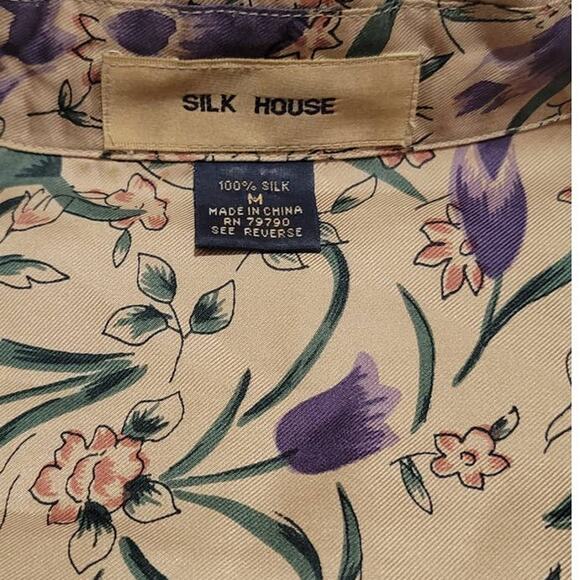 SILK HOUSE
100% SILK
M
MADE IN CHINA
RN 79790
SEE REVERSE